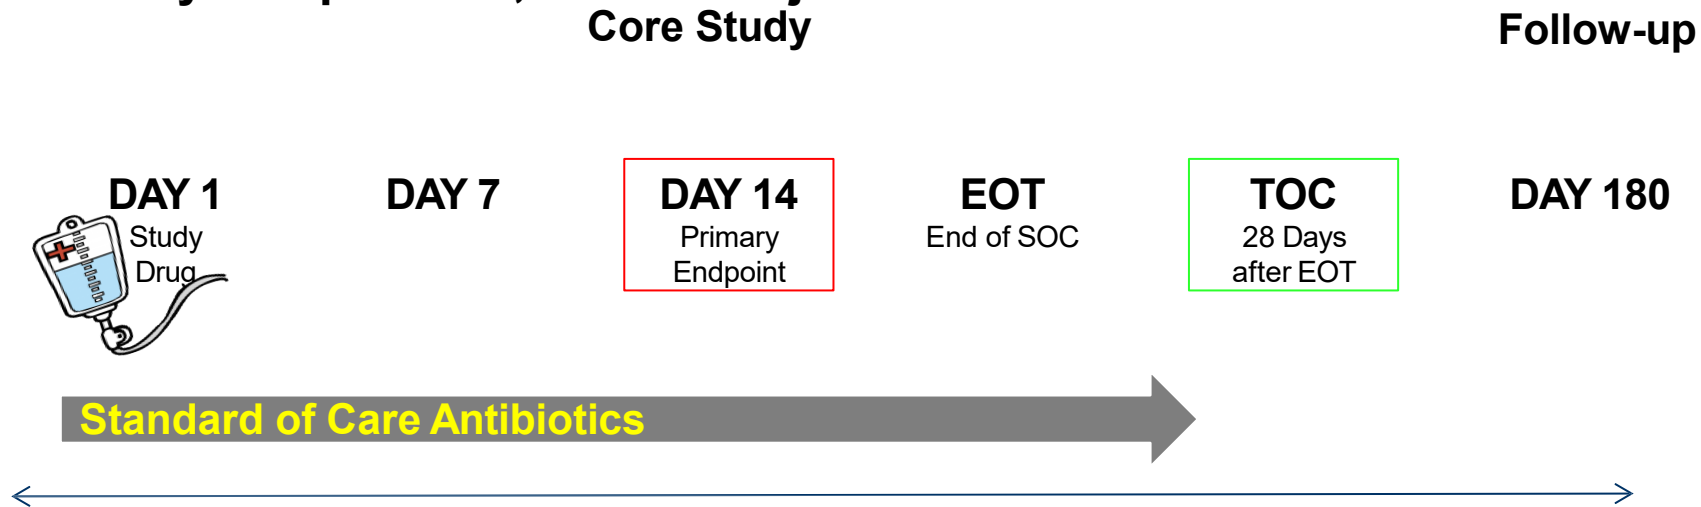 Core Study
Follow-up
DAY 1
Study
Drug
DAY 7
DAY 14
Primary
Endpoint
EOT
End of SOC
TOC
28 Days
after EOT
DAY 180
Standard of Care Antibiotics